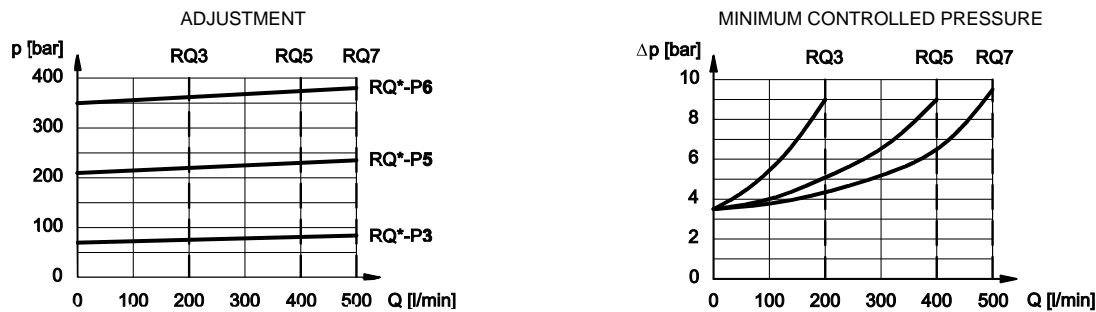 ADJUSTMENT
p [bar]
RQ3 RQ5 RQ7
400
300
200
100
0
RQ*-P6
RQ*-P5
RQ*-P3
0 100 200 300 400 500 Q [l/min]
MINIMUM CONTROLLED PRESSURE
Δp [bar]
RQ3 RQ5 RQ7
10
8
6
4
2
0
0 100 200 300 400 500 Q [l/min]